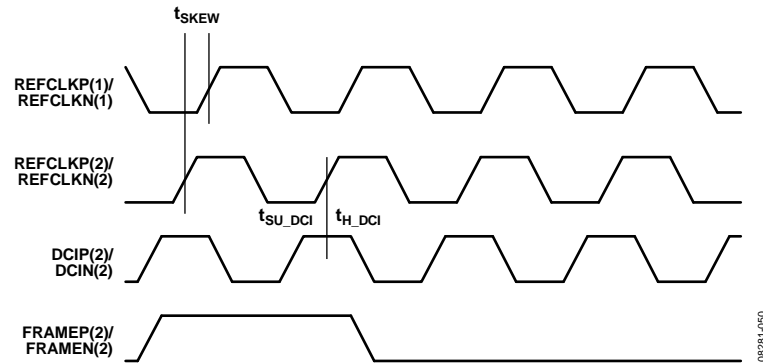 tSKEW
REFCLKP(1)/
REFCLKN(1)
REFCLKP(2)/
REFCLKN(2)
tSU_DCI tH_DCI
DCIP(2)/
DCIN(2)
FRAMEP(2)/
FRAMEN(2)
08281-050